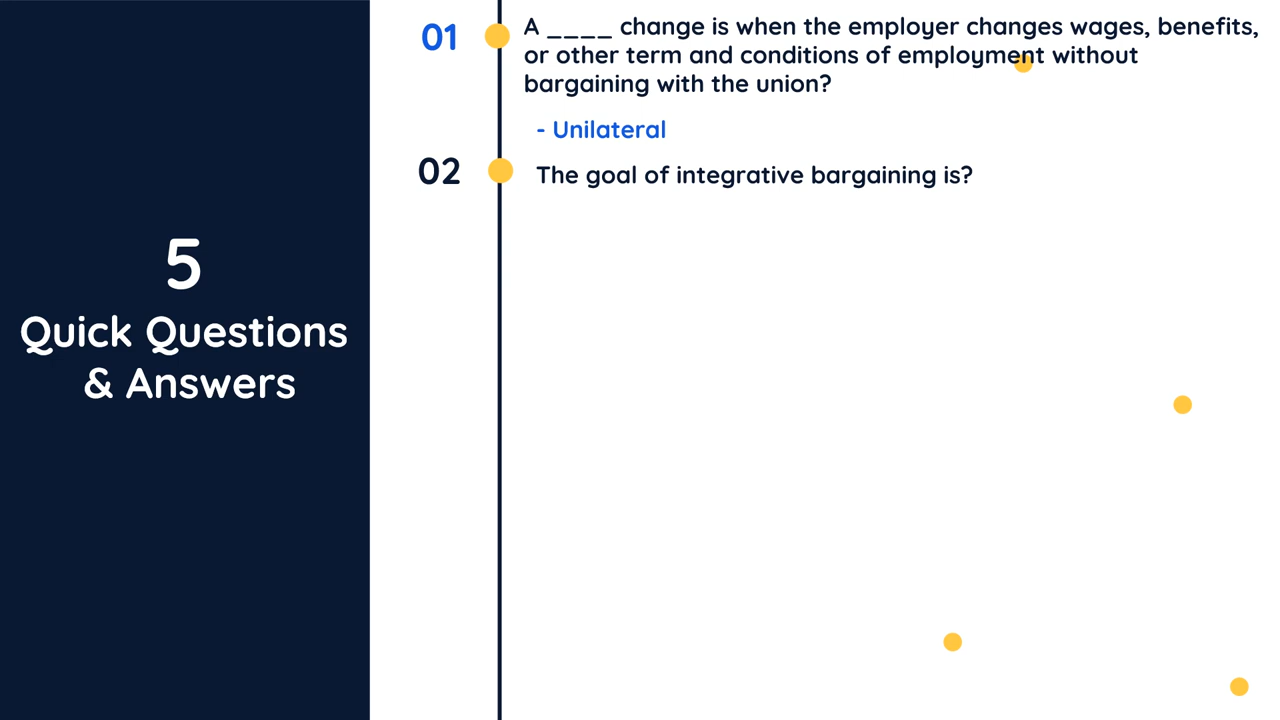 5
Quick Questions
& Answers
01
A ____ change is when the employer changes wages, benefits,
or other term and conditions of employment without
bargaining with the union?
- Unilateral
02
The goal of integrative bargaining is?